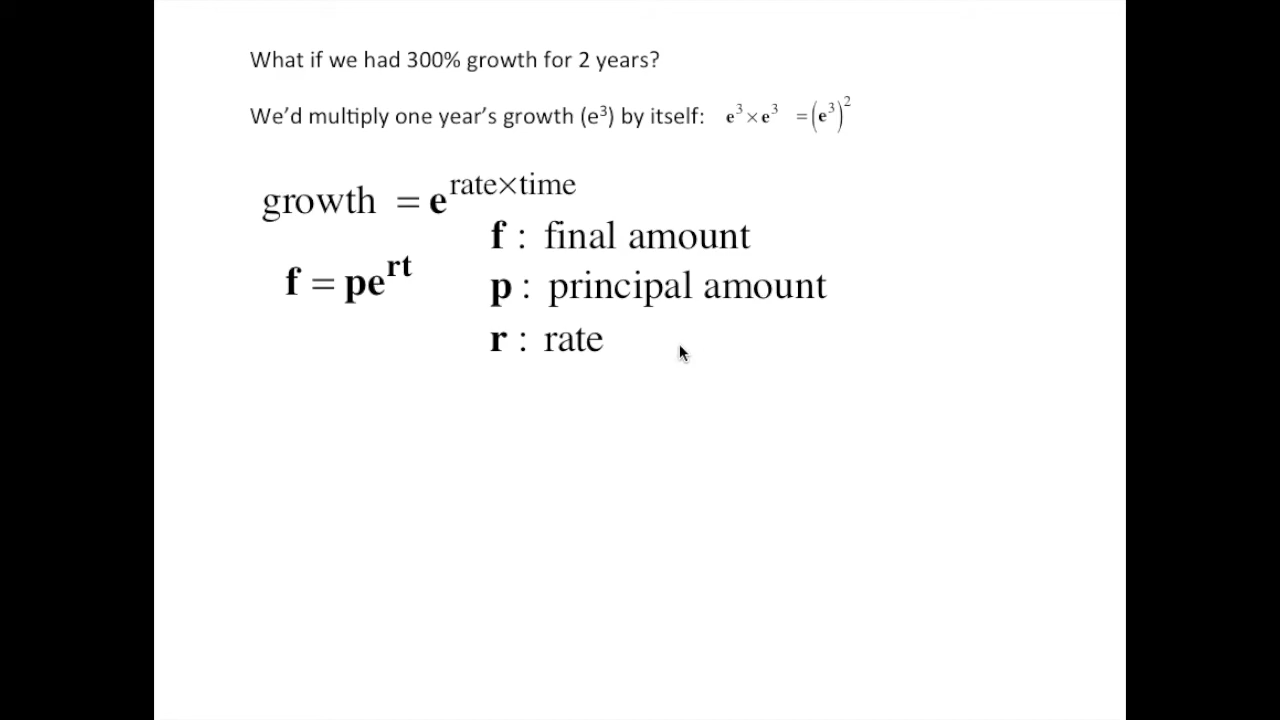 What if we had 300% growth for 2 years?
We'd multiply one year's growth (e³) by itself: e³ × e³ = (e³)²
growth = e^rate×time
f : final amount
f = pe^rt
p : principal amount
r : rate